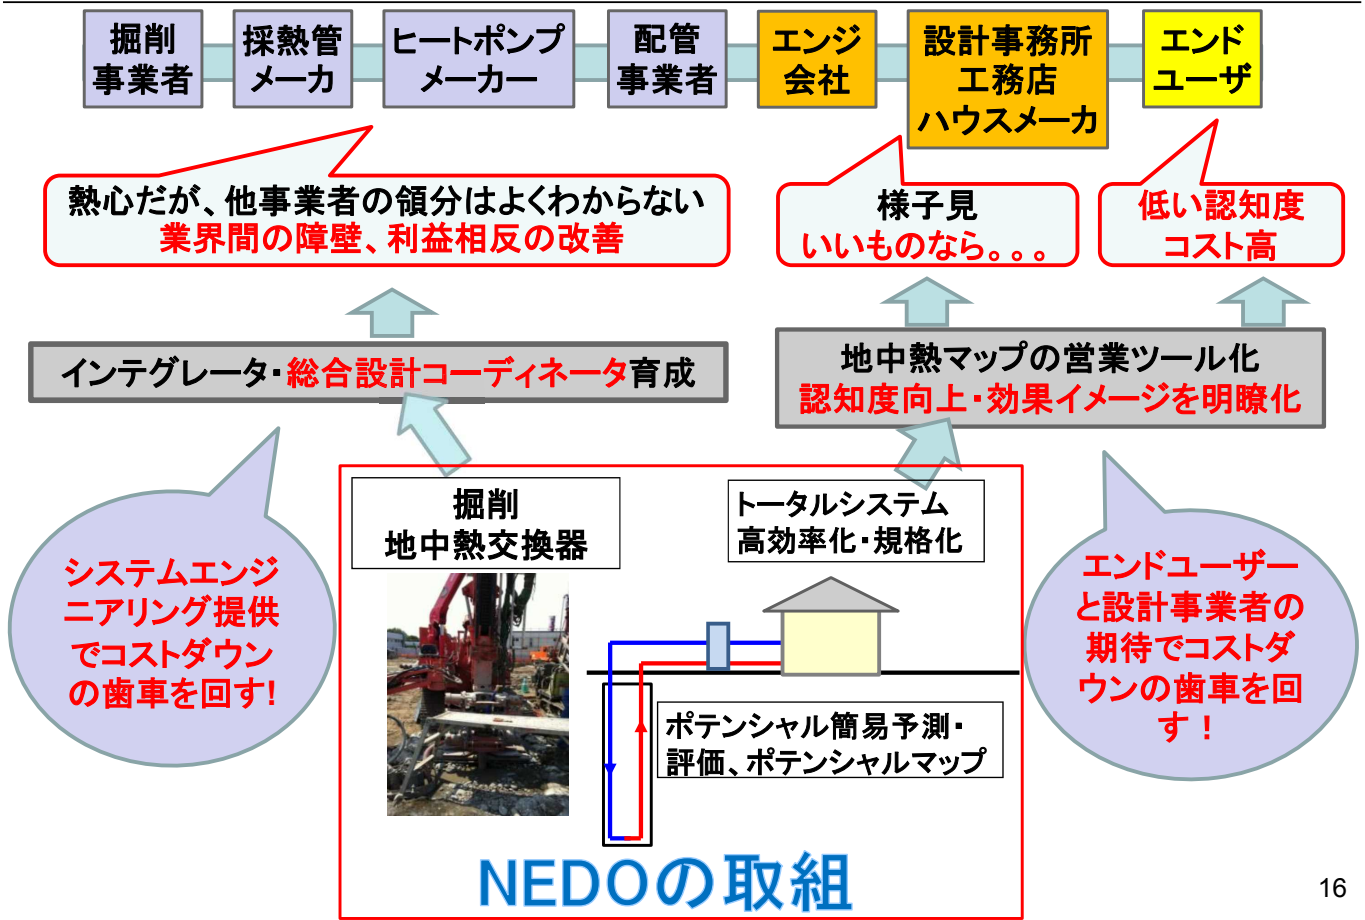 掘削
事業者
採熱管
メーカ
ヒートポンプ
メーカー
配管
事業者
エンジ
会社
設計事務所
工務店
ハウスメーカ
エンド
ユーザ
熱心だが、他事業者の領分はよくわからない
業界間の障壁、利益相反の改善
様子見
いいものなら。。。
低い認知度
コスト高
インテグレータ・総合設計コーディネータ育成
地中熱マップの営業ツール化
認知度向上・効果イメージを明瞭化
システムエンジ
ニアリング提供
でコストダウン
の歯車を回す!
掘削
地中熱交換器
トータルシステム
高効率化・規格化
ポテンシャル簡易予測・
評価、ポテンシャルマップ
エンドユーザー
と設計事業者の
期待でコストダ
ウンの歯車を回
す！
NEDOの取組
16